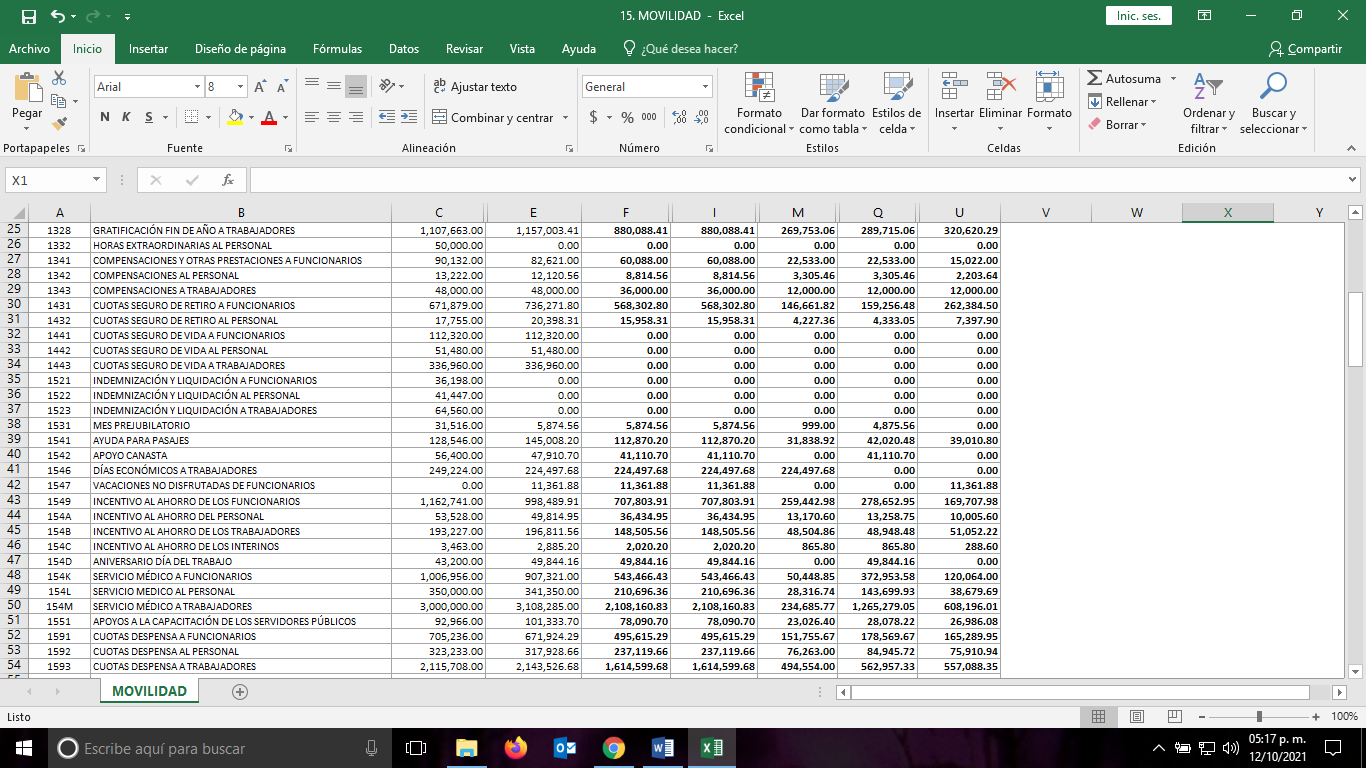 15. MOVILIDAD - Excel
Inic. ses.
Archivo Inicio Insertar Diseño de página Fórmulas Datos Revisar Vista Ayuda ¿Qué desea hacer? Compartir
Pegar
Arial 8
N K S
Ajustar texto
Combinar y centrar
General
$ % 000
Formato condicional
Dar formato como tabla
Estilos de celda
Insertar Eliminar Formato
Autosuma
Rellenar
Borrar
Ordenar y filtrar
Buscar y seleccionar
Portapapeles Fuente Alineación Número Estilos Celdas Edición
X1 fx
A B C E F I M Q U V W X Y
25 1328 GRATIFICACIÓN FIN DE AÑO A TRABAJADORES 1,107,663.00 1,157,003.41 880,088.41 880,088.41 269,753.06 289,715.06 320,620.29
26 1332 HORAS EXTRAORDINARIAS AL PERSONAL 50,000.00 0.00 0.00 0.00 0.00 0.00 0.00
27 1341 COMPENSACIONES Y OTRAS PRESTACIONES A FUNCIONARIOS 90,132.00 82,621.00 60,088.00 60,088.00 22,533.00 22,533.00 15,022.00
28 1342 COMPENSACIONES AL PERSONAL 13,222.00 12,120.56 8,814.56 8,814.56 3,305.46 3,305.46 2,203.64
29 1343 COMPENSACIONES A TRABAJADORES 48,000.00 48,000.00 36,000.00 36,000.00 12,000.00 12,000.00 12,000.00
30 1431 CUOTAS SEGURO DE RETIRO A FUNCIONARIOS 671,879.00 736,271.80 568,302.80 568,302.80 146,661.82 159,256.48 262,384.50
31 1432 CUOTAS SEGURO DE RETIRO AL PERSONAL 17,755.00 20,398.31 15,958.31 15,958.31 4,227.36 4,333.05 7,397.90
32 1441 CUOTAS SEGURO DE VIDA A FUNCIONARIOS 112,320.00 112,320.00 0.00 0.00 0.00 0.00 0.00
33 1442 CUOTAS SEGURO DE VIDA AL PERSONAL 51,480.00 51,480.00 0.00 0.00 0.00 0.00 0.00
34 1443 CUOTAS SEGURO DE VIDA A TRABAJADORES 336,960.00 336,960.00 0.00 0.00 0.00 0.00 0.00
35 1521 INDEMNIZACIÓN Y LIQUIDACIÓN A FUNCIONARIOS 36,198.00 0.00 0.00 0.00 0.00 0.00 0.00
36 1522 INDEMNIZACIÓN Y LIQUIDACIÓN AL PERSONAL 41,447.00 0.00 0.00 0.00 0.00 0.00 0.00
37 1523 INDEMNIZACIÓN Y LIQUIDACIÓN A TRABAJADORES 64,560.00 0.00 0.00 0.00 0.00 0.00 0.00
38 1531 MES PREJUBILATORIO 31,516.00 5,874.56 5,874.56 5,874.56 999.00 4,875.56 0.00
39 1541 AYUDA PARA PASAJES 128,546.00 145,008.20 112,870.20 112,870.20 31,838.92 42,020.48 39,010.80
40 1542 APOYO CANASTA 56,400.00 47,910.70 41,110.70 41,110.70 0.00 41,110.70 0.00
41 1546 DÍAS ECONÓMICOS A TRABAJADORES 249,224.00 224,497.68 224,497.68 224,497.68 224,497.68 0.00 0.00
42 1547 VACACIONES NO DISFRUTADAS DE FUNCIONARIOS 0.00 11,361.88 11,361.88 11,361.88 0.00 0.00 11,361.88
43 1549 INCENTIVO AL AHORRO DE LOS FUNCIONARIOS 1,162,741.00 998,489.91 707,803.91 707,803.91 259,442.98 278,652.95 169,707.98
44 154A INCENTIVO AL AHORRO DEL PERSONAL 53,528.00 49,814.95 36,434.95 36,434.95 13,170.60 13,258.75 10,005.60
45 154B INCENTIVO AL AHORRO DE LOS TRABAJADORES 193,227.00 196,811.56 148,505.56 148,505.56 48,504.86 48,948.48 51,052.22
46 154C INCENTIVO AL AHORRO DE LOS INTERINOS 3,463.00 2,885.20 2,020.20 2,020.20 865.80 865.80 288.60
47 154D ANIVERSARIO DÍA DEL TRABAJO 43,200.00 49,844.16 49,844.16 49,844.16 0.00 49,844.16 0.00
48 154K SERVICIO MÉDICO A FUNCIONARIOS 1,006,956.00 907,321.00 543,466.43 543,466.43 50,448.85 372,953.58 120,064.00
49 154L SERVICIO MEDICO AL PERSONAL 350,000.00 341,350.00 210,696.36 210,696.36 28,316.74 143,699.93 38,679.69
50 154M SERVICIO MÉDICO A TRABAJADORES 3,000,000.00 3,108,285.00 2,108,160.83 2,108,160.83 234,685.77 1,265,279.05 608,196.01
51 1551 APOYOS A LA CAPACITACIÓN DE LOS SERVIDORES PÚBLICOS 92,966.00 101,333.70 78,090.70 78,090.70 23,026.40 28,078.22 26,986.08
52 1591 CUOTAS DESPENSA A FUNCIONARIOS 705,236.00 671,924.29 495,615.29 495,615.29 151,755.67 178,569.67 165,289.95
53 1592 CUOTAS DESPENSA AL PERSONAL 323,233.00 317,928.66 237,119.66 237,119.66 76,263.00 84,945.72 75,910.94
54 1593 CUOTAS DESPENSA A TRABAJADORES 2,115,708.00 2,143,526.68 1,614,599.68 1,614,599.68 494,554.00 562,957.33 557,088.35
MOVILIDAD
Listo 100%
Escribe aquí para buscar
05:17 p. m.
12/10/2021